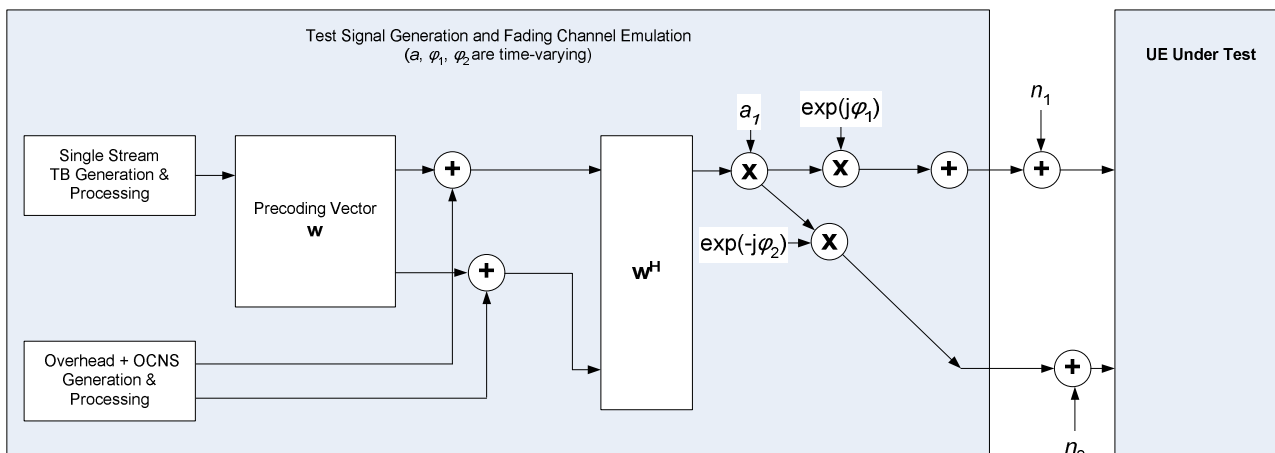 Test Signal Generation and Fading Channel Emulation
(a, φ1, φ2 are time-varying)
UE Under Test
n1
a1
exp(jφ1)
Single Stream
TB Generation &
Processing
+
x
x
+
+
Precoding Vector
w
exp(-jφ2)
x
+
wH
Overhead + OCNS
Generation &
Processing
+